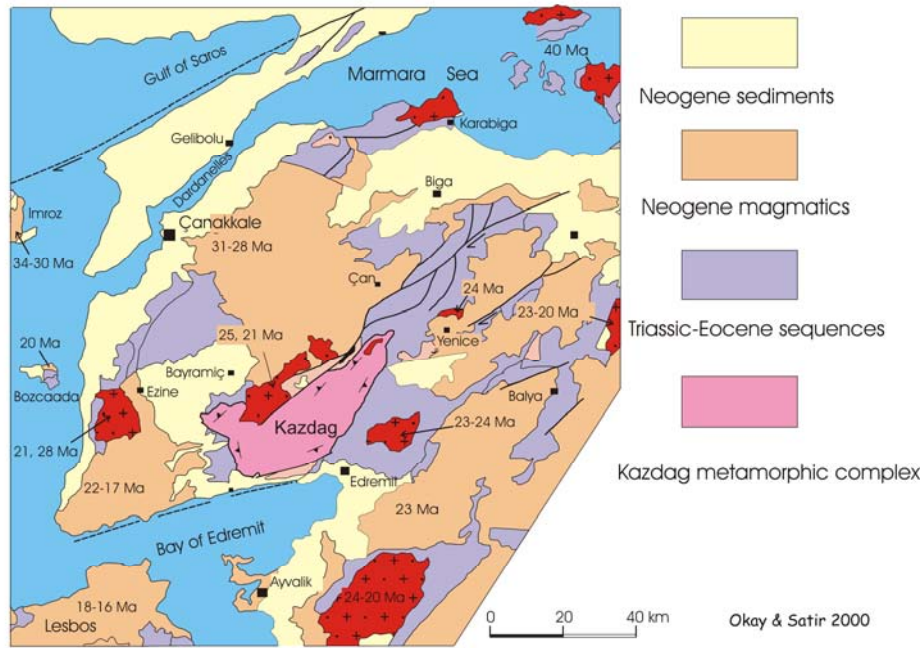 40 Ma
Gulf of Saros
Marmara Sea
Karabiga
Gelibolu
Dardanelles
Biga
Imroz
Çanakkale
31-28 Ma
34-30 Ma
Çan
24 Ma
23-20 Ma
25, 21 Ma
Yenice
20 Ma
Bayramiç
Bozcaada
Ezine
Balya
Kazdag
23-24 Ma
21, 28 Ma
Edremit
22-17 Ma
23 Ma
Bay of Edremit
Ayvalik
18-16 Ma
24-20 Ma
Lesbos
0 20 40 km
Neogene sediments
Neogene magmatics
Triassic-Eocene sequences
Kazdag metamorphic complex
Okay & Satir 2000